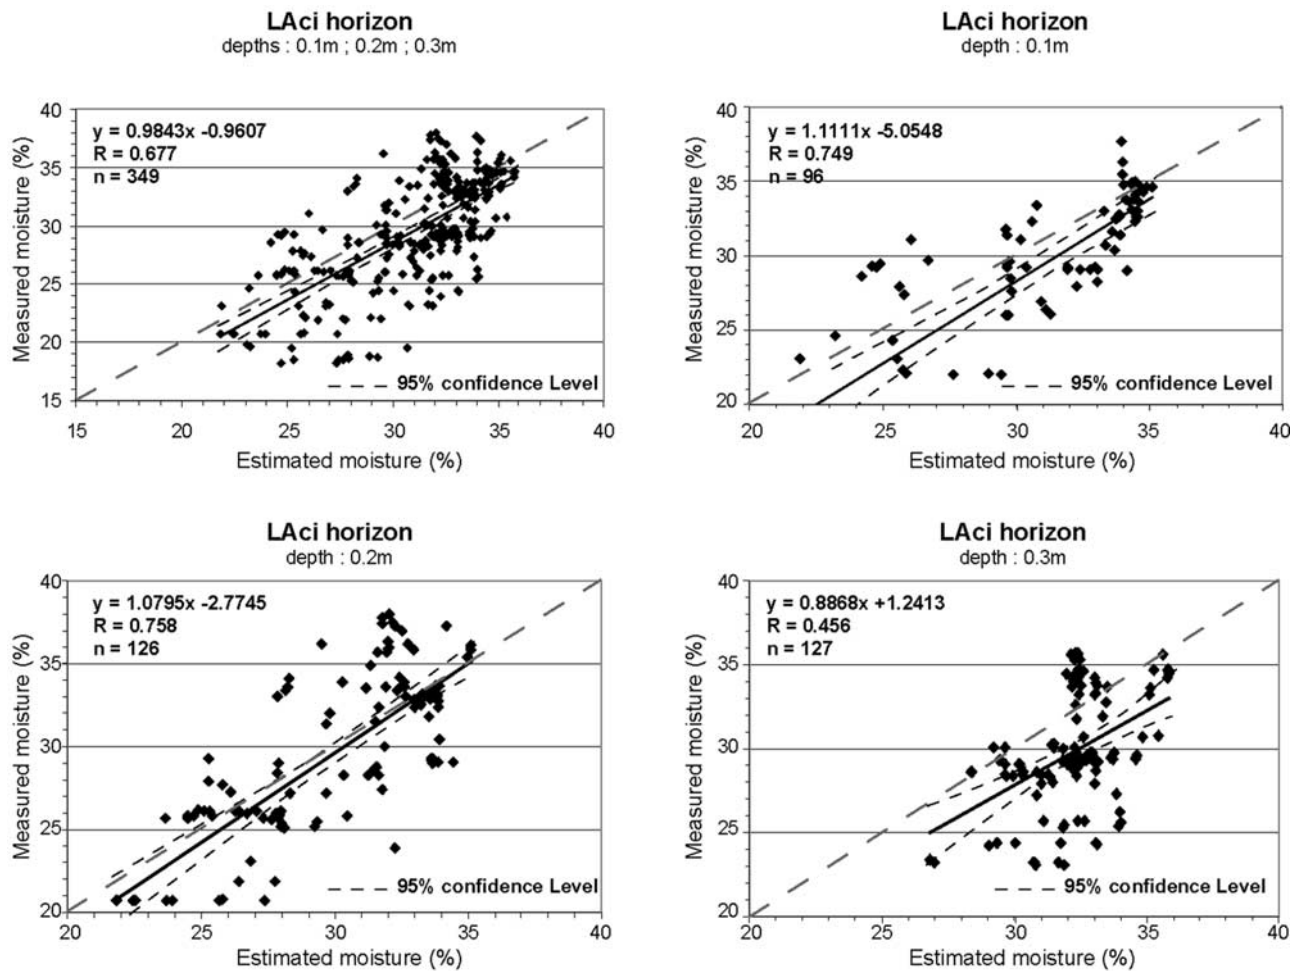 LAci horizon
depths : 0.1m ; 0.2m ; 0.3m
y = 0.9843x -0.9607
R = 0.677
n = 349
Measured moisture (%)
40
35
30
25
20
15
95% confidence Level
15 20 25 30 35 40
Estimated moisture (%)
LAci horizon
depth : 0.1m
y = 1.1111x -5.0548
R = 0.749
n = 96
Measured moisture (%)
40
35
30
25
20
95% confidence Level
20 25 30 35 40
Estimated moisture (%)
LAci horizon
depth : 0.2m
y = 1.0795x -2.7745
R = 0.758
n = 126
Measured moisture (%)
40
35
30
25
20
95% confidence Level
20 25 30 35 40
Estimated moisture (%)
LAci horizon
depth : 0.3m
y = 0.8868x +1.2413
R = 0.456
n = 127
Measured moisture (%)
40
35
30
25
20
95% confidence Level
20 25 30 35 40
Estimated moisture (%)